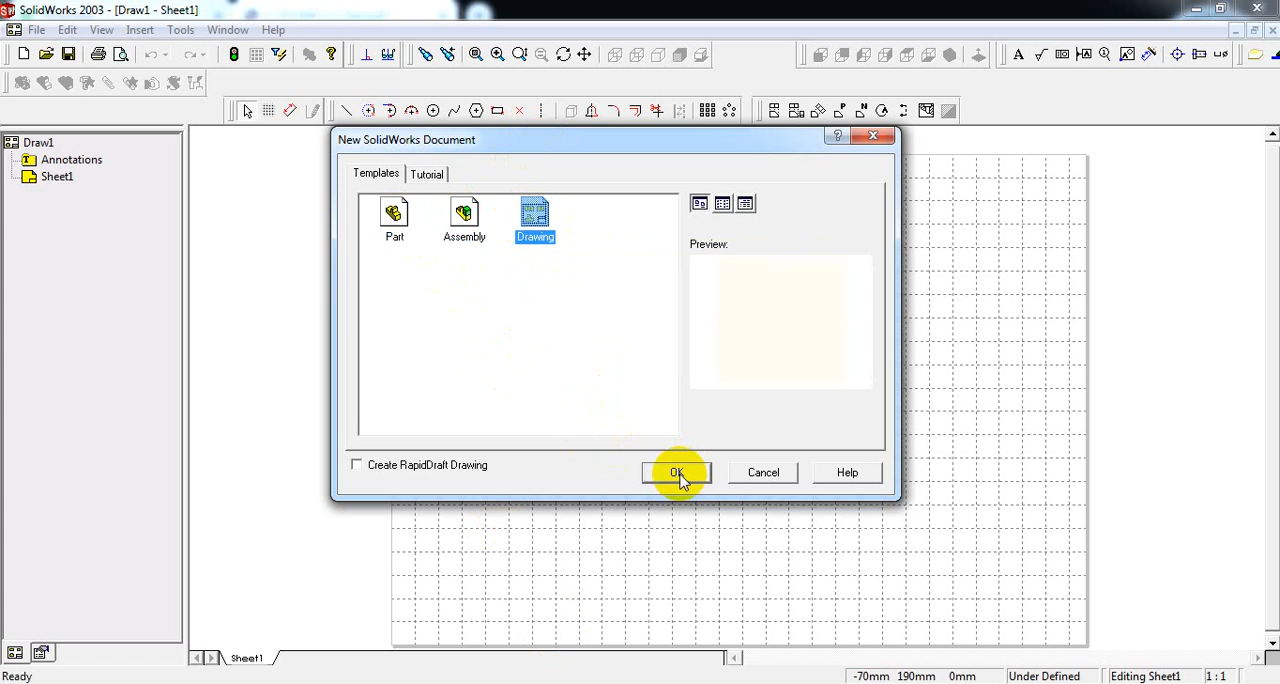 SolidWorks 2003 - [Draw1 - Sheet1]
File Edit View Insert Tools Window Help
Draw1
Annotations
Sheet1
New SolidWorks Document
Templates Tutorial
Part Assembly Drawing
Preview:
Create RapidDraft Drawing
OK Cancel Help
Sheet1
Ready -70mm 190mm 0mm Under Defined Editing Sheet1 1 : 1